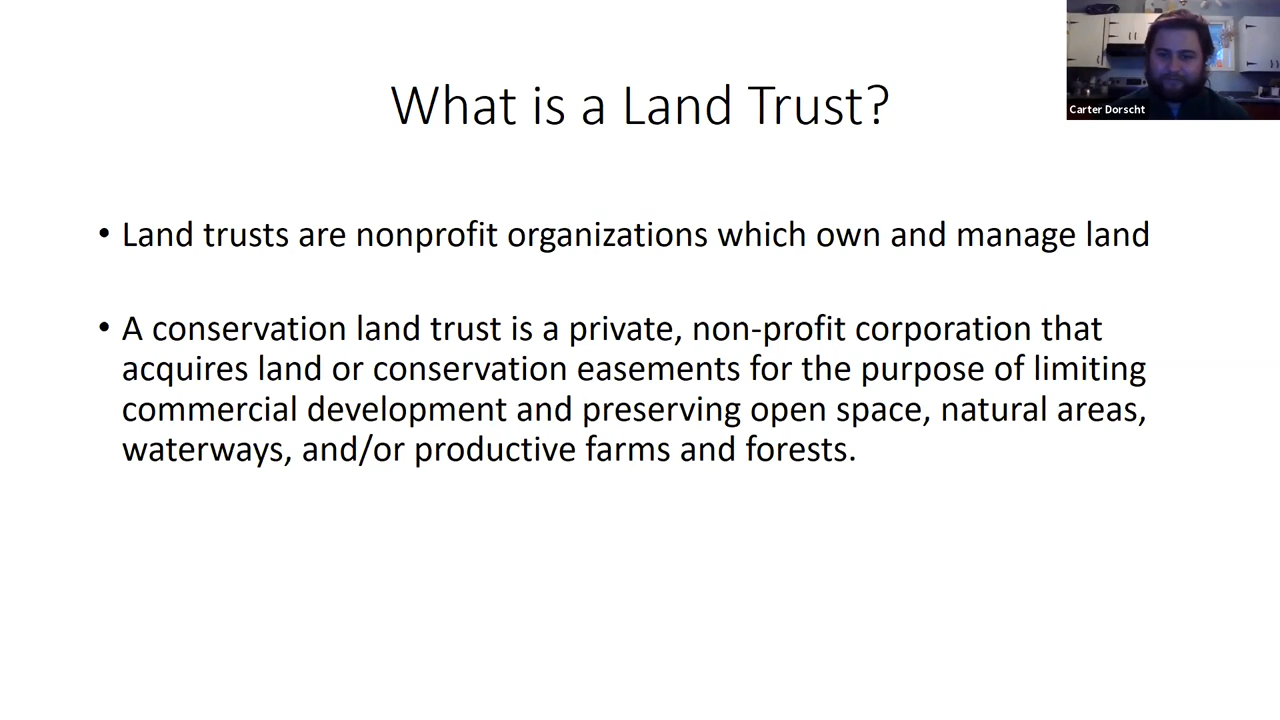 What is a Land Trust?
Carter Dorscht
• Land trusts are nonprofit organizations which own and manage land
• A conservation land trust is a private, non-profit corporation that
acquires land or conservation easements for the purpose of limiting
commercial development and preserving open space, natural areas,
waterways, and/or productive farms and forests.